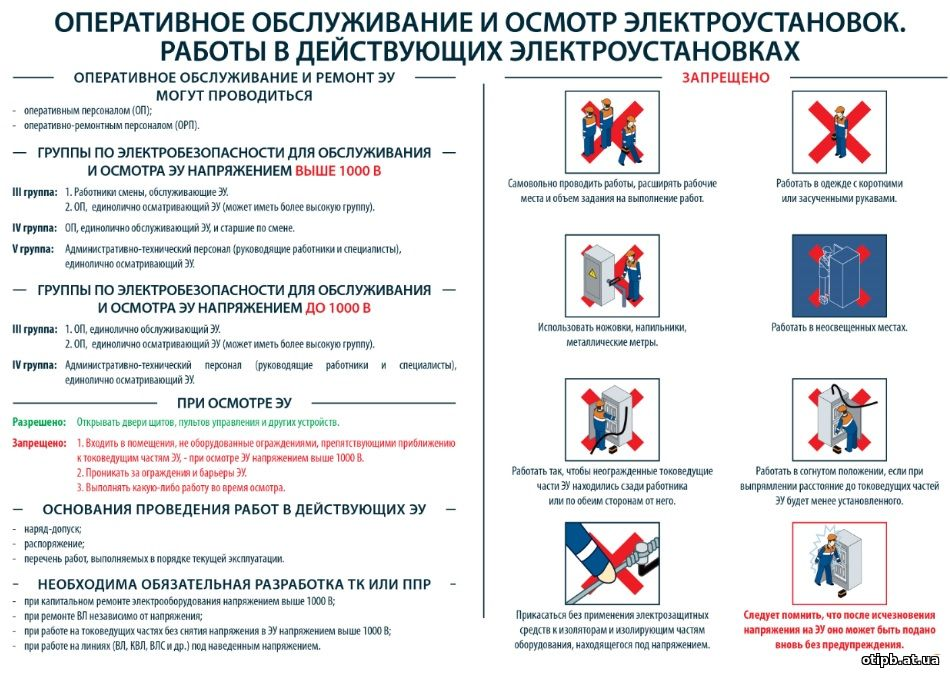 ОПЕРАТИВНОЕ ОБСЛУЖИВАНИЕ И ОСМОТР ЭЛЕКТРОУСТАНОВОК.
РАБОТЫ В ДЕЙСТВУЮЩИХ ЭЛЕКТРОУСТАНОВКАХ
ОПЕРАТИВНОЕ ОБСЛУЖИВАНИЕ И РЕМОНТ ЭУ
МОГУТ ПРОВОДИТЬСЯ
- оперативным персоналом (ОП);
- оперативно-ремонтным персоналом (ОРП).
ГРУППЫ ПО ЭЛЕКТРОБЕЗОПАСНОСТИ ДЛЯ ОБСЛУЖИВАНИЯ
И ОСМОТРА ЭУ НАПРЯЖЕНИЕМ ВЫШЕ 1000 В
III группа: 1. Работники смены, обслуживающие ЭУ.
2. ОП, единолично осматривающий ЭУ (может иметь более высокую группу).
IV группа: ОП, единолично обслуживающий ЭУ, и старшие по смене.
V группа: Административно-технический персонал (руководящие работники и специалисты),
единолично осматривающий ЭУ.
ГРУППЫ ПО ЭЛЕКТРОБЕЗОПАСНОСТИ ДЛЯ ОБСЛУЖИВАНИЯ
И ОСМОТРА ЭУ НАПРЯЖЕНИЕМ ДО 1000 В
III группа: 1. ОП, единолично обслуживающий ЭУ.
2. ОП, единолично осматривающий ЭУ (может иметь более высокую группу).
IV группа: Административно-технический персонал (руководящие работники и специалисты),
единолично осматривающий ЭУ.
ПРИ ОСМОТРЕ ЭУ
Разрешено: Открывать двери щитов, пультов управления и других устройств.
Запрещено: 1. Входить в помещения, не оборудованные ограждениями, препятствующими приближению
к токоведущим частям ЭУ, - при осмотре ЭУ напряжением выше 1000 В.
2. Проникать за ограждения и барьеры ЭУ.
3. Выполнять какую-либо работу во время осмотра.
ОСНОВАНИЯ ПРОВЕДЕНИЯ РАБОТ В ДЕЙСТВУЮЩИХ ЭУ
- наряд-допуск;
- распоряжение;
- перечень работ, выполняемых в порядке текущей эксплуатации.
НЕОБХОДИМА ОБЯЗАТЕЛЬНАЯ РАЗРАБОТКА ТК ИЛИ ППР
- при капитальном ремонте электрооборудования напряжением выше 1000 В;
- при ремонте ВЛ независимо от напряжения;
- при работе на токоведущих частях без снятия напряжения в ЭУ напряжением выше 1000 В;
- при работе на линиях (ВЛ, КВЛ, ВЛС и др.) под наведенным напряжением.
ЗАПРЕЩЕНО
Самовольно проводить работы, расширять рабочие
места и объем задания на выполнение работ.
Работать в одежде с короткими
или засученными рукавами.
Использовать ножовки, напильники,
металлические метры.
Работать в неосвещенных местах.
Работать так, чтобы неогражденные токоведущие
части ЭУ находились сзади работника
или по обеим сторонам от него.
Работать в согнутом положении, если при
выпрямлении расстояние до токоведущих частей
ЭУ будет менее установленного.
Прикасаться без применения электрозащитных
средств к изоляторам и изолирующим частям
оборудования, находящегося под напряжением.
Следует помнить, что после исчезновения
напряжения на ЭУ оно может быть подано
вновь без предупреждения.
otipb.at.ua